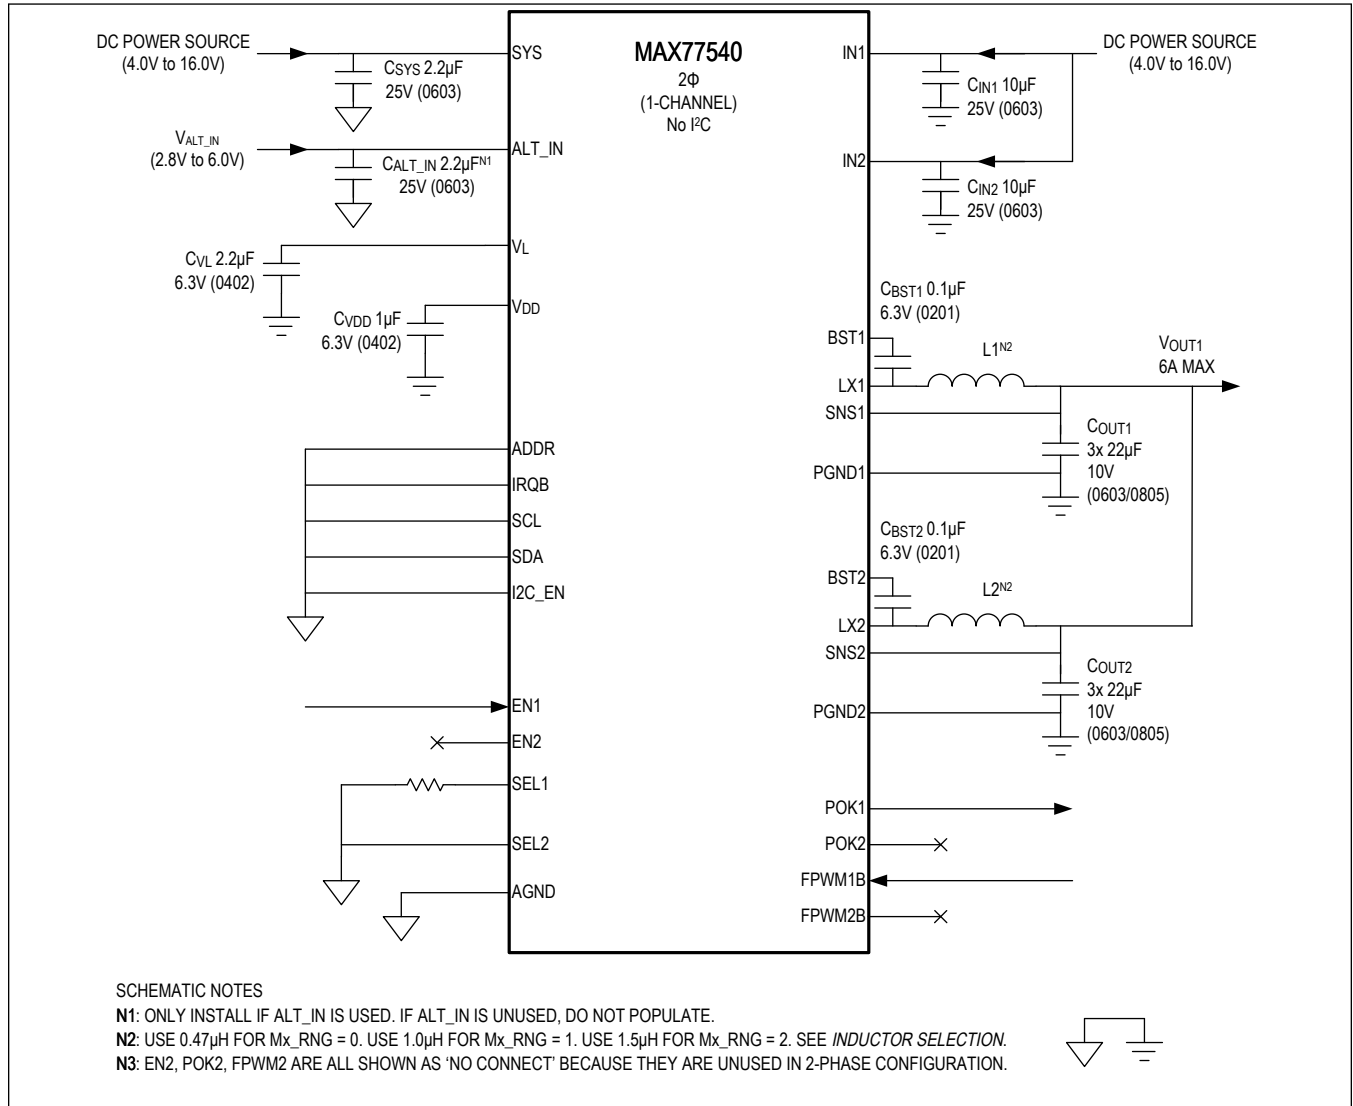 DC POWER SOURCE
(4.0V to 16.0V)
CSYS 2.2µF
25V (0603)
SYS
VALT_IN
(2.8V to 6.0V)
CALT_IN 2.2µFN1
25V (0603)
ALT_IN
CVL 2.2µF
6.3V (0402)
VL
CVDD 1µF
6.3V (0402)
VDD
ADDR
IRQB
SCL
SDA
I2C_EN
EN1
EN2
SEL1
SEL2
AGND
MAX77540
2Φ
(1-CHANNEL)
No I²C
IN1
DC POWER SOURCE
(4.0V to 16.0V)
CIN1 10µF
25V (0603)
IN2
CIN2 10µF
25V (0603)
CBST1 0.1µF
6.3V (0201)
BST1
L1N2
LX1
VOUT1
6A MAX
SNS1
COUT1
3x 22µF
10V
(0603/0805)
PGND1
CBST2 0.1µF
6.3V (0201)
BST2
L2N2
LX2
SNS2
COUT2
3x 22µF
10V
(0603/0805)
PGND2
POK1
POK2
FPWM1B
FPWM2B
SCHEMATIC NOTES
N1: ONLY INSTALL IF ALT_IN IS USED. IF ALT_IN IS UNUSED, DO NOT POPULATE.
N2: USE 0.47µH FOR Mx_RNG = 0. USE 1.0µH FOR Mx_RNG = 1. USE 1.5µH FOR Mx_RNG = 2. SEE INDUCTOR SELECTION.
N3: EN2, POK2, FPWM2 ARE ALL SHOWN AS 'NO CONNECT' BECAUSE THEY ARE UNUSED IN 2-PHASE CONFIGURATION.